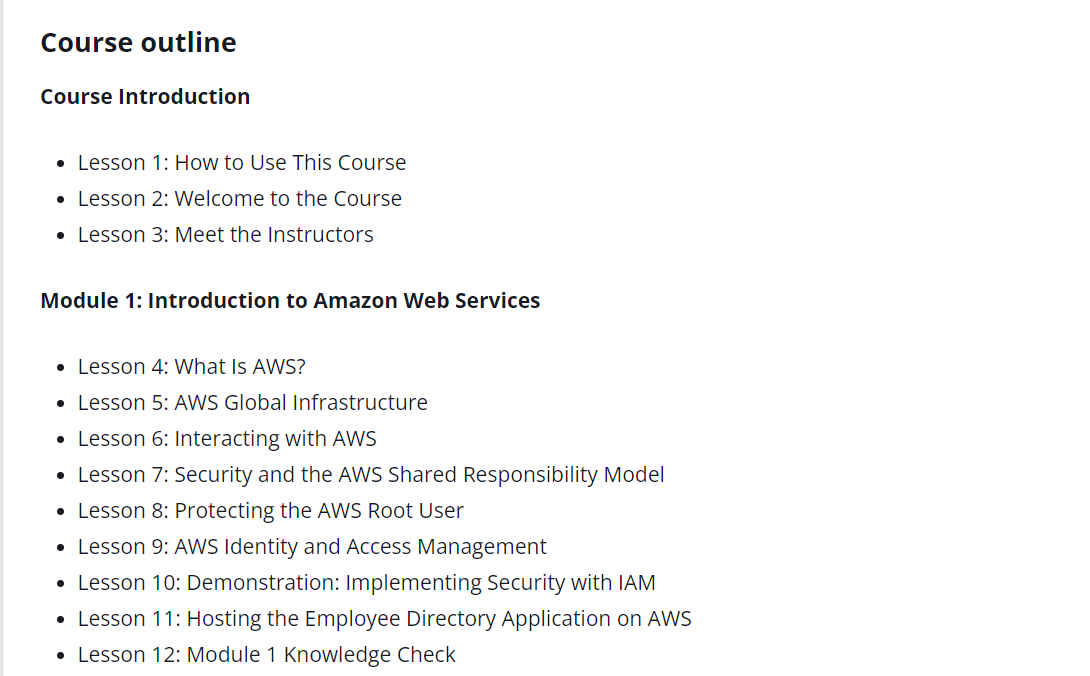 Course outline
Course Introduction
Lesson 1: How to Use This Course
Lesson 2: Welcome to the Course
Lesson 3: Meet the Instructors
Module 1: Introduction to Amazon Web Services
Lesson 4: What Is AWS?
Lesson 5: AWS Global Infrastructure
Lesson 6: Interacting with AWS
Lesson 7: Security and the AWS Shared Responsibility Model
Lesson 8: Protecting the AWS Root User
Lesson 9: AWS Identity and Access Management
Lesson 10: Demonstration: Implementing Security with IAM
Lesson 11: Hosting the Employee Directory Application on AWS
Lesson 12: Module 1 Knowledge Check